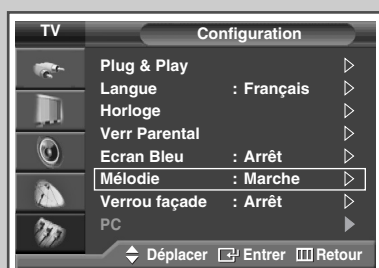 TV Configuration
Plug & Play
Langue : Français
Horloge
Verr Parental
Ecran Bleu : Arrêt
Mélodie : Marche
Verrou façade : Arrêt
PC
Déplacer Entrer Retour